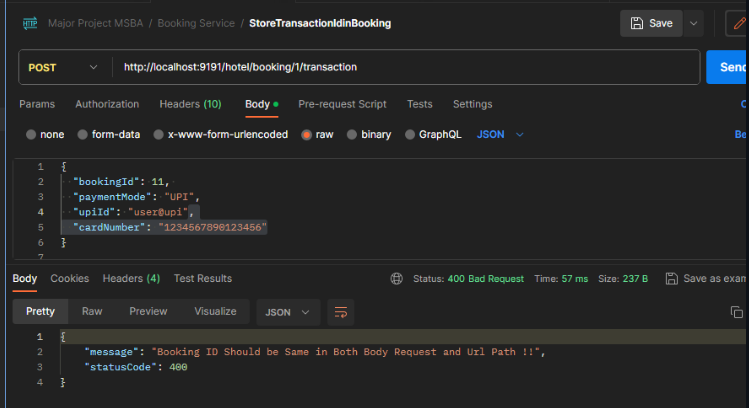 HTTP Major Project MSBA / Booking Service / StoreTransactionIdinBooking Save
POST http://localhost:9191/hotel/booking/1/transaction Send
Params Authorization Headers (10) Body Pre-request Script Tests Settings
none form-data x-www-form-urlencoded raw binary GraphQL JSON Be
1 {
2 "bookingId": 11,
3 "paymentMode": "UPI",
4 "upiId": "user@upi",
5 "cardNumber": "1234567890123456"
6 }
7
Body Cookies Headers (4) Test Results Status: 400 Bad Request Time: 57 ms Size: 237 B Save as exam
Pretty Raw Preview Visualize JSON
1 {
2 "message": "Booking ID Should be Same in Both Body Request and Url Path !!",
3 "statusCode": 400
4 }